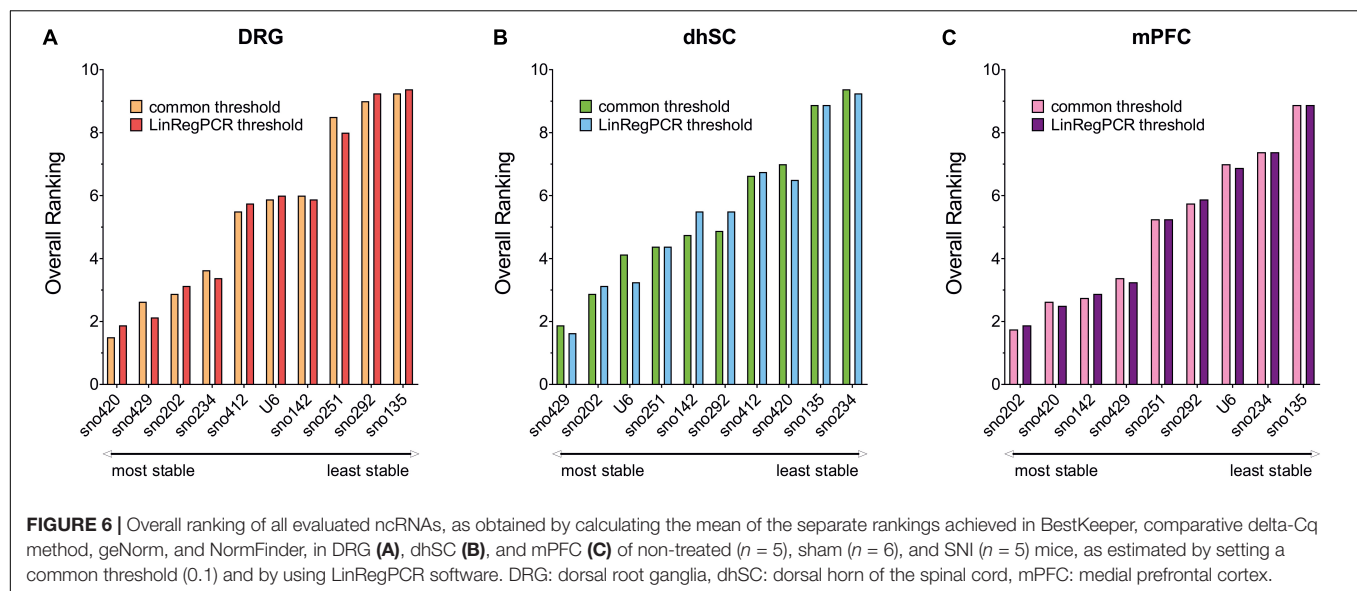 A
DRG
10
8
6
4
2
0
Overall Ranking
common threshold
LinRegPCR threshold
sno420
sno429
sno202
sno234
sno412
U6
sno142
sno251
sno292
sno135
most stable
least stable
B
dhSC
10
8
6
4
2
0
Overall Ranking
common threshold
LinRegPCR threshold
sno429
sno202
U6
sno251
sno142
sno292
sno412
sno420
sno135
sno234
most stable
least stable
C
mPFC
10
8
6
4
2
0
Overall Ranking
common threshold
LinRegPCR threshold
sno202
sno420
sno142
sno429
sno251
sno292
U6
sno234
sno135
most stable
least stable
FIGURE 6 | Overall ranking of all evaluated ncRNAs, as obtained by calculating the mean of the separate rankings achieved in BestKeeper, comparative delta-Cq
method, geNorm, and NormFinder, in DRG (A), dhSC (B), and mPFC (C) of non-treated (n = 5), sham (n = 6), and SNI (n = 5) mice, as estimated by setting a
common threshold (0.1) and by using LinRegPCR software. DRG: dorsal root ganglia, dhSC: dorsal horn of the spinal cord, mPFC: medial prefrontal cortex.